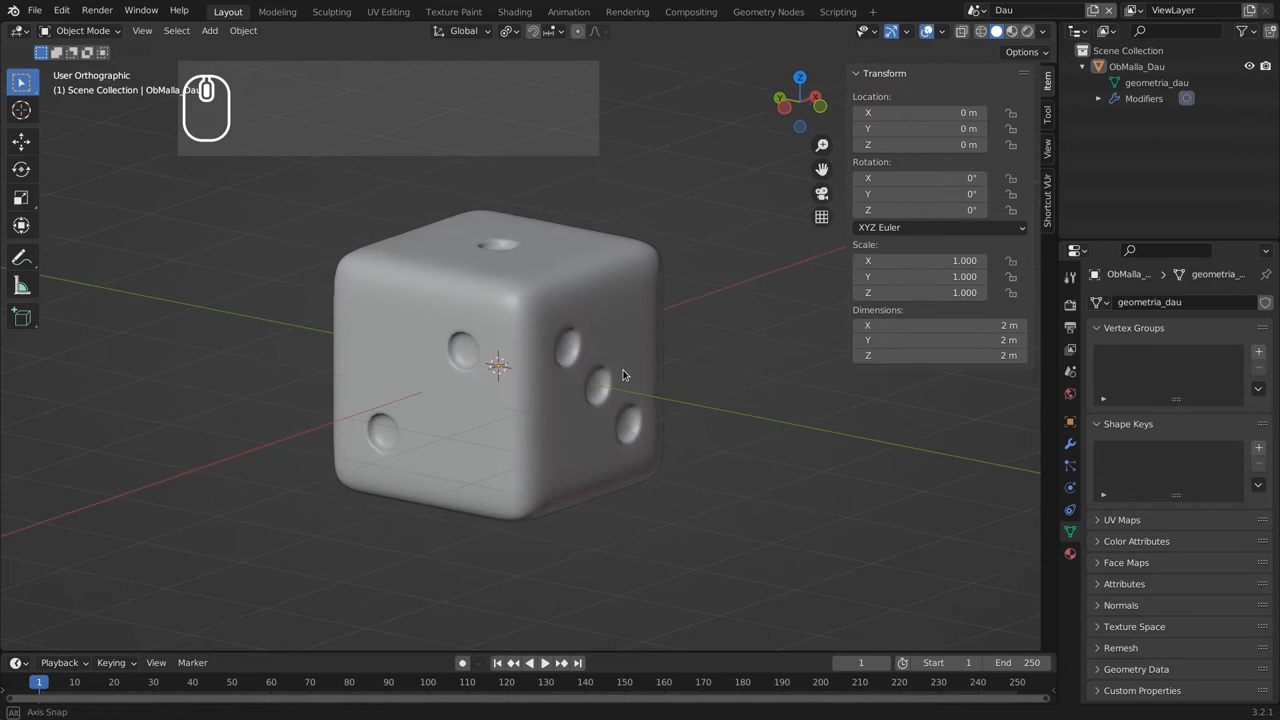 File Edit Render Window Help Layout Modeling Sculpting UV Editing Texture Paint Shading Animation Rendering Compositing Geometry Nodes Scripting Dau ViewLayer
Object Mode View Select Add Object Global
Options
User Orthographic
(1) Scene Collection | ObMalla_Dau
Z
Y
X
Transform
Location:
X 0 m
Y 0 m
Z 0 m
Rotation:
X 0°
Y 0°
Z 0°
XYZ Euler
Scale:
X 1.000
Y 1.000
Z 1.000
Dimensions:
X 2 m
Y 2 m
Z 2 m
Item
Tool
View
Shortcut VUr
Scene Collection
ObMalla_Dau
geometria_dau
Modifiers
ObMalla_... geometria_...
geometria_dau
Vertex Groups
Shape Keys
UV Maps
Color Attributes
Face Maps
Attributes
Normals
Texture Space
Remesh
Geometry Data
Custom Properties
Playback Keying View Marker 1 Start 1 End 250
1 10 20 30 40 50 60 70 80 90 100 110 120 130 140 150 160 170 180 190 200 210 220 230 240 250
Alt Axis Snap 3.2.1